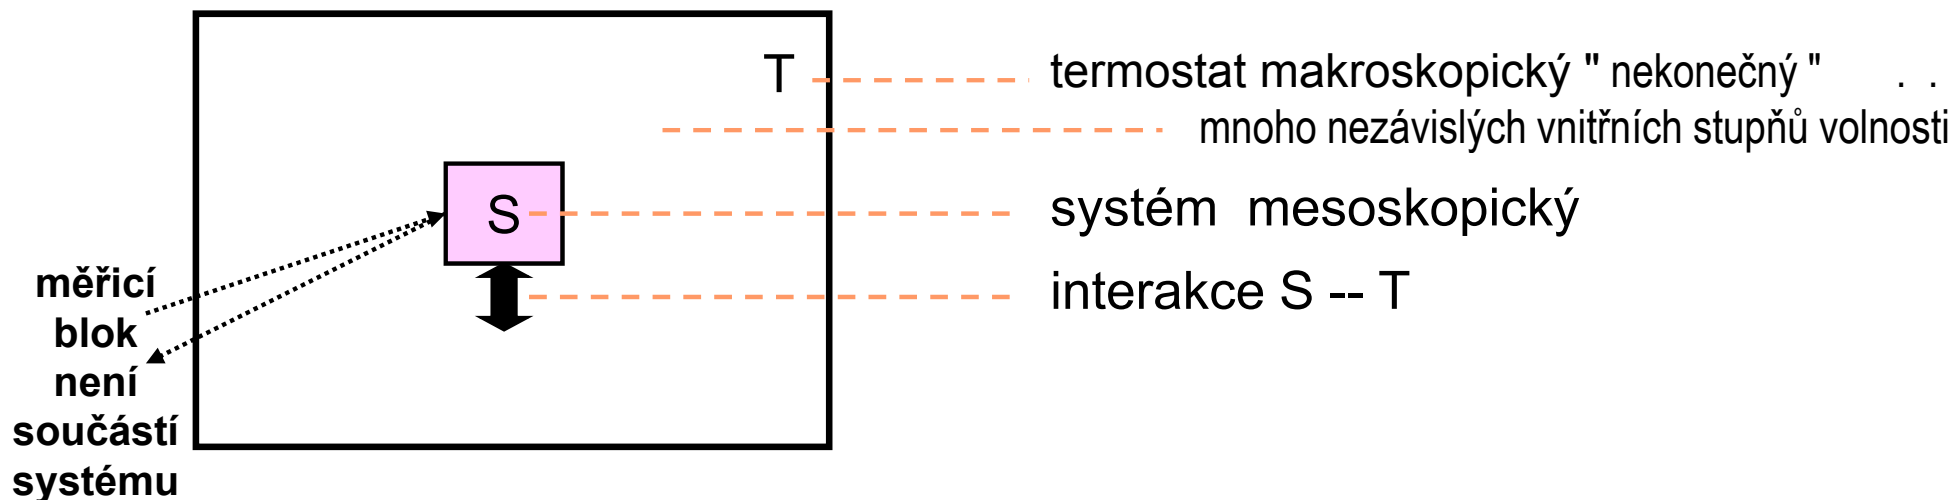 T
termostat makroskopický " nekonečný " . .
mnoho nezávislých vnitřních stupňů volnosti
S
systém mesoskopický
interakce S -- T
měřicí
blok
není
součástí
systému